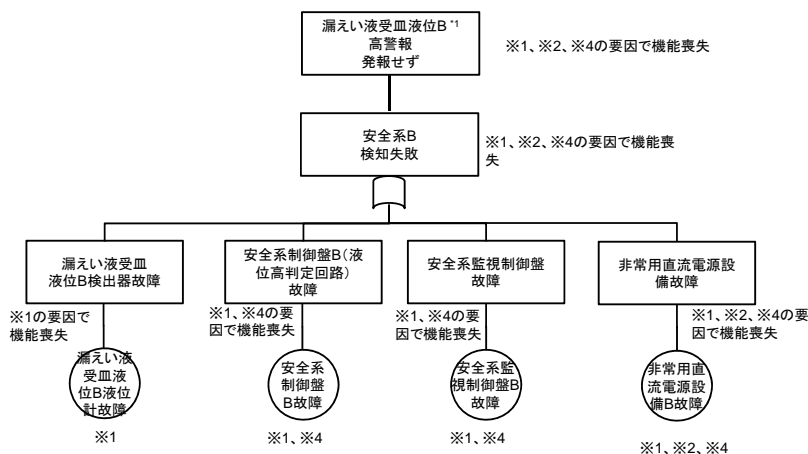 漏えい液受皿液位B *1
高警報
発報せず
※1、※2、※4の要因で機能喪失
安全系B
検知失敗
※1、※2、※4の要因で機能喪
失
漏えい液受皿
液位B検出器故障
※1の要因で
機能喪失
漏えい液
受皿液
位B液位
計故障
※1
安全系制御盤B(液
位高判定回路)
故障
※1、※4の要
因で機能喪失
安全系
制御盤
B故障
※1、※4
安全系監視制御盤
故障
※1、※4の要
因で機能喪失
安全系監
視制御盤B
故障
※1、※4
非常用直流電源設
備故障
※1、※2、※4の要
因で機能喪失
非常用直
流電源設
備B故障
※1、※2、※4